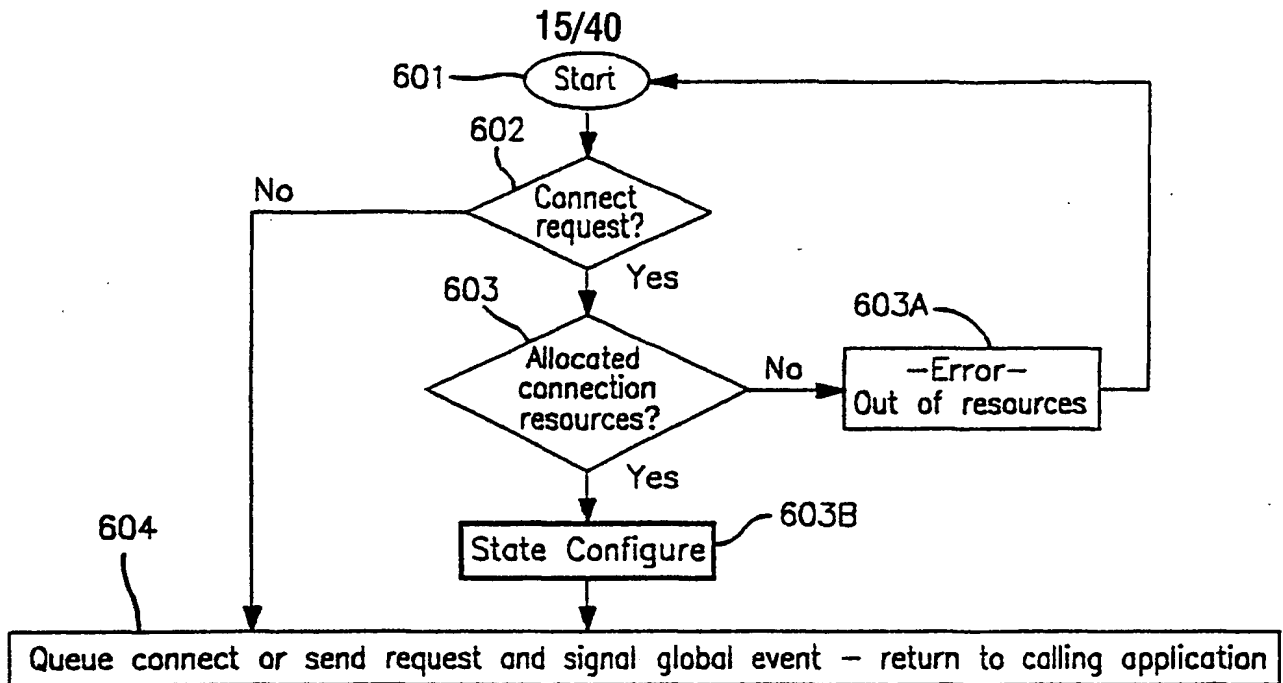 15/40
601
Start
602
No
Connect
request?
Yes
603
603A
Allocated
connection
resources?
No
—Error—
Out of resources
Yes
603B
State Configure
604
Queue connect or send request and signal global event – return to calling application